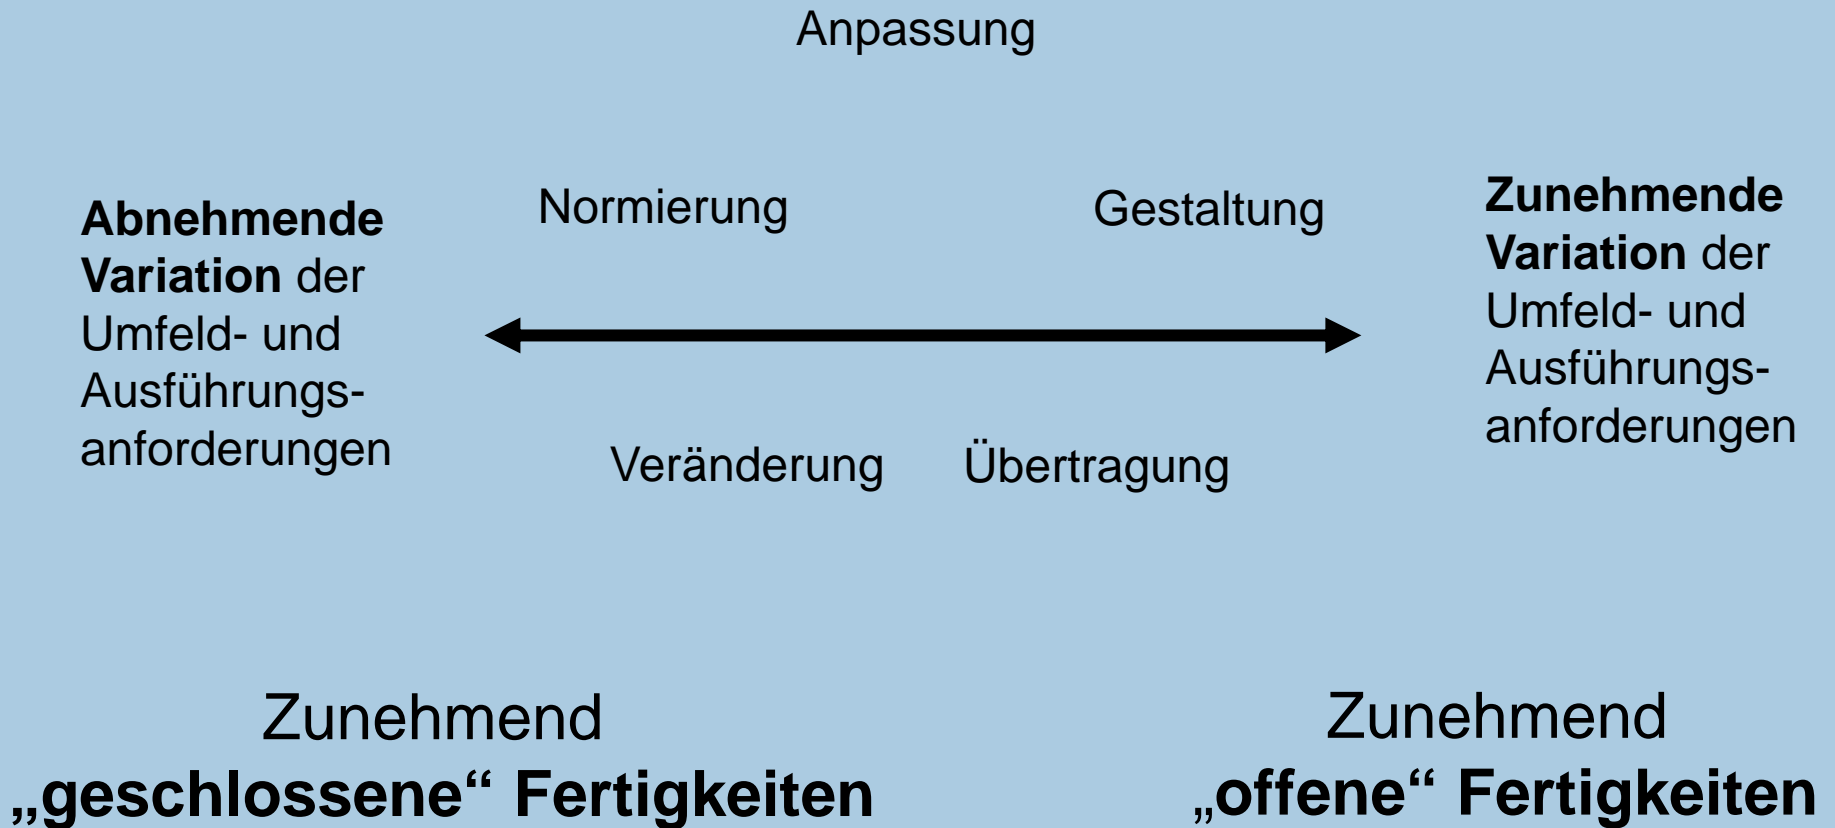 Anpassung
Abnehmende
Variation der
Umfeld- und
Ausführungs-
anforderungen
Normierung
Gestaltung
Veränderung
Übertragung
Zunehmende
Variation der
Umfeld- und
Ausführungs-
anforderungen
Zunehmend
„geschlossene“ Fertigkeiten
Zunehmend
„offene“ Fertigkeiten